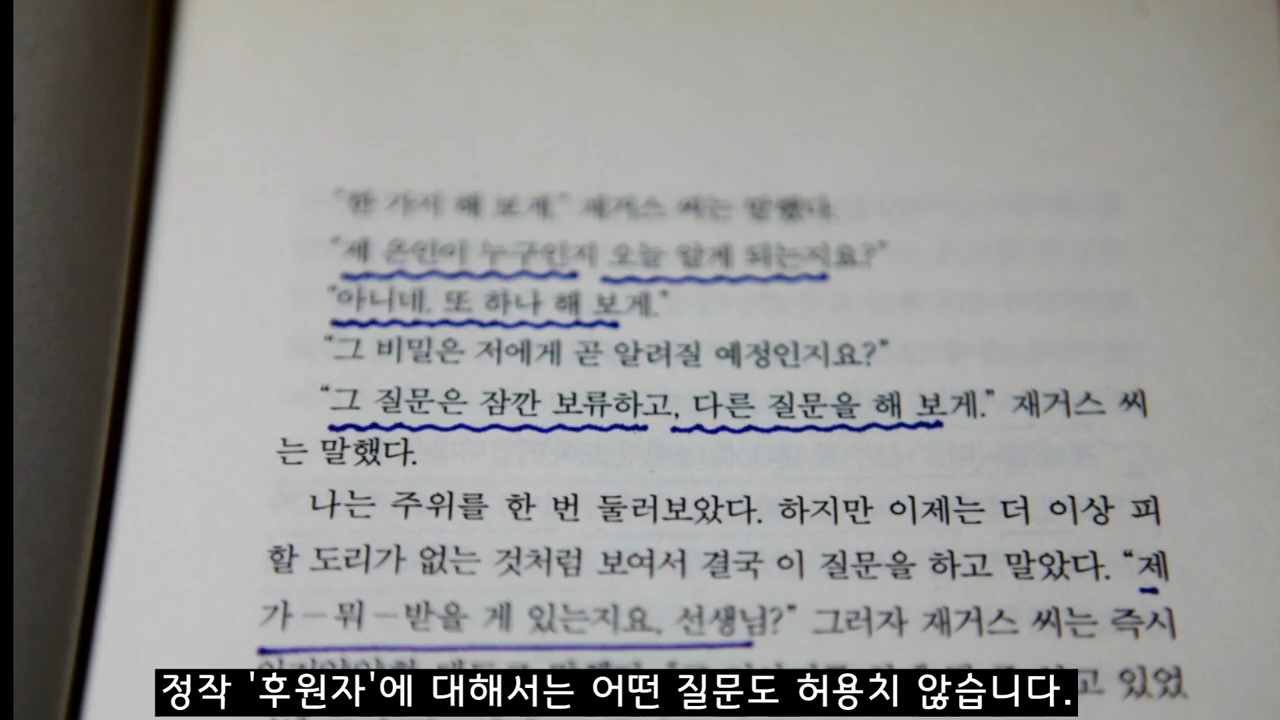 "한 가지 해 보게." 재거스 씨는 말했다.
"제 은인이 누구인지 오늘 알게 되는지요?"
"아니네. 또 하나 해 보게."
"그 비밀은 저에게 곧 알려질 예정인지요?"
"그 질문은 잠깐 보류하고, 다른 질문을 해 보게." 재거스 씨
는 말했다.
나는 주위를 한 번 둘러보았다. 하지만 이제는 더 이상 피
할 도리가 없는 것처럼 보여서 결국 이 질문을 하고 말았다. "제
가 – 뭐 – 받을 게 있는지요, 선생님?" 그러자 재거스 씨는 즉시
고 있었
정작 '후원자'에 대해서는 어떤 질문도 허용치 않습니다.